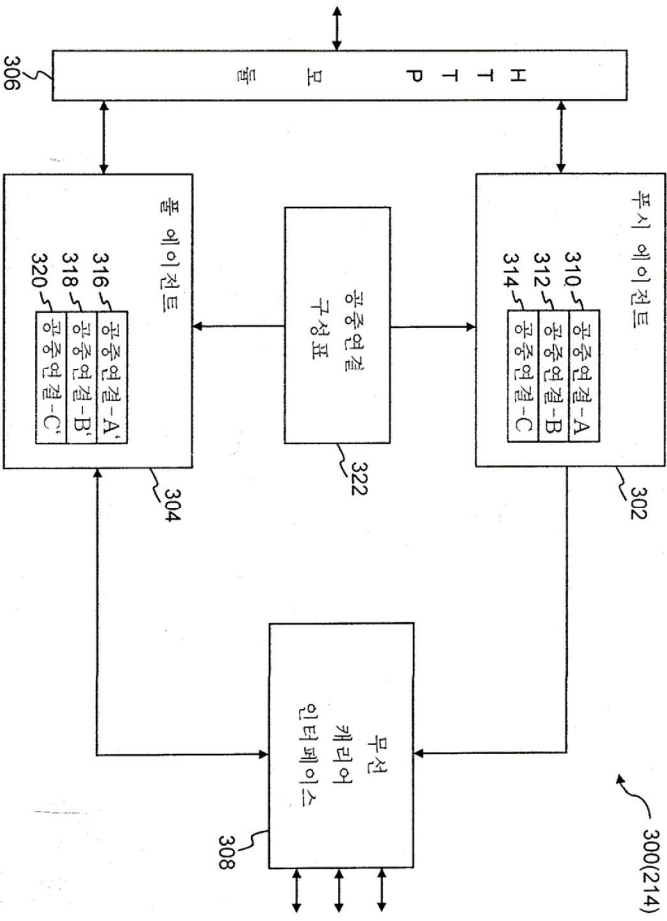 300(214)
푸시 에이전트
310
공중연결-A
312
공중연결-B
314
공중연결-C
302
HTTP 모듈
306
공중연결
구성표
322
무선
캐리어
인터페이스
308
풀 에이전트
316
공중연결-A'
318
공중연결-B'
320
공중연결-C'
304